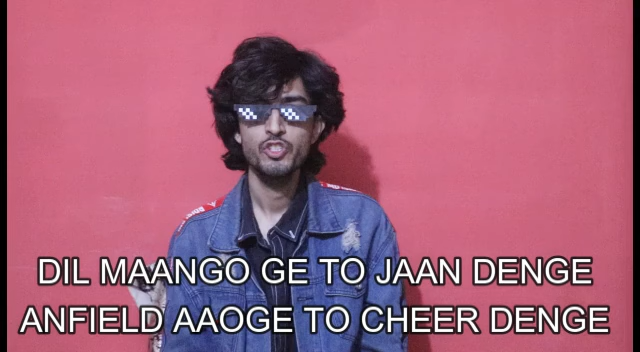 DIL MAANGO GE TO JAAN DENGE
ANFIELD AAOGE TO CHEER DENGE